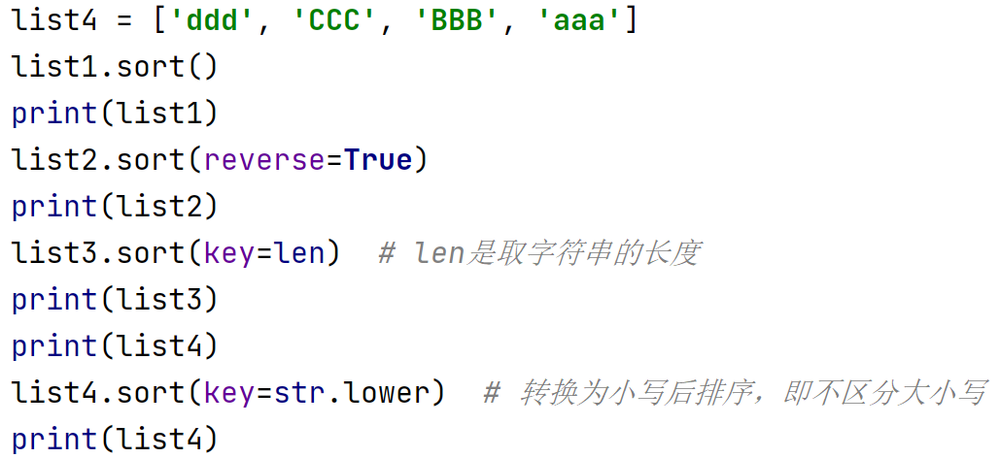 list4 = ['ddd', 'CCC', 'BBB', 'aaa']
list1.sort()
print(list1)
list2.sort(reverse=True)
print(list2)
list3.sort(key=len)  # len是取字符串的长度
print(list3)
print(list4)
list4.sort(key=str.lower)  # 转换为小写后排序，即不区分大小写
print(list4)